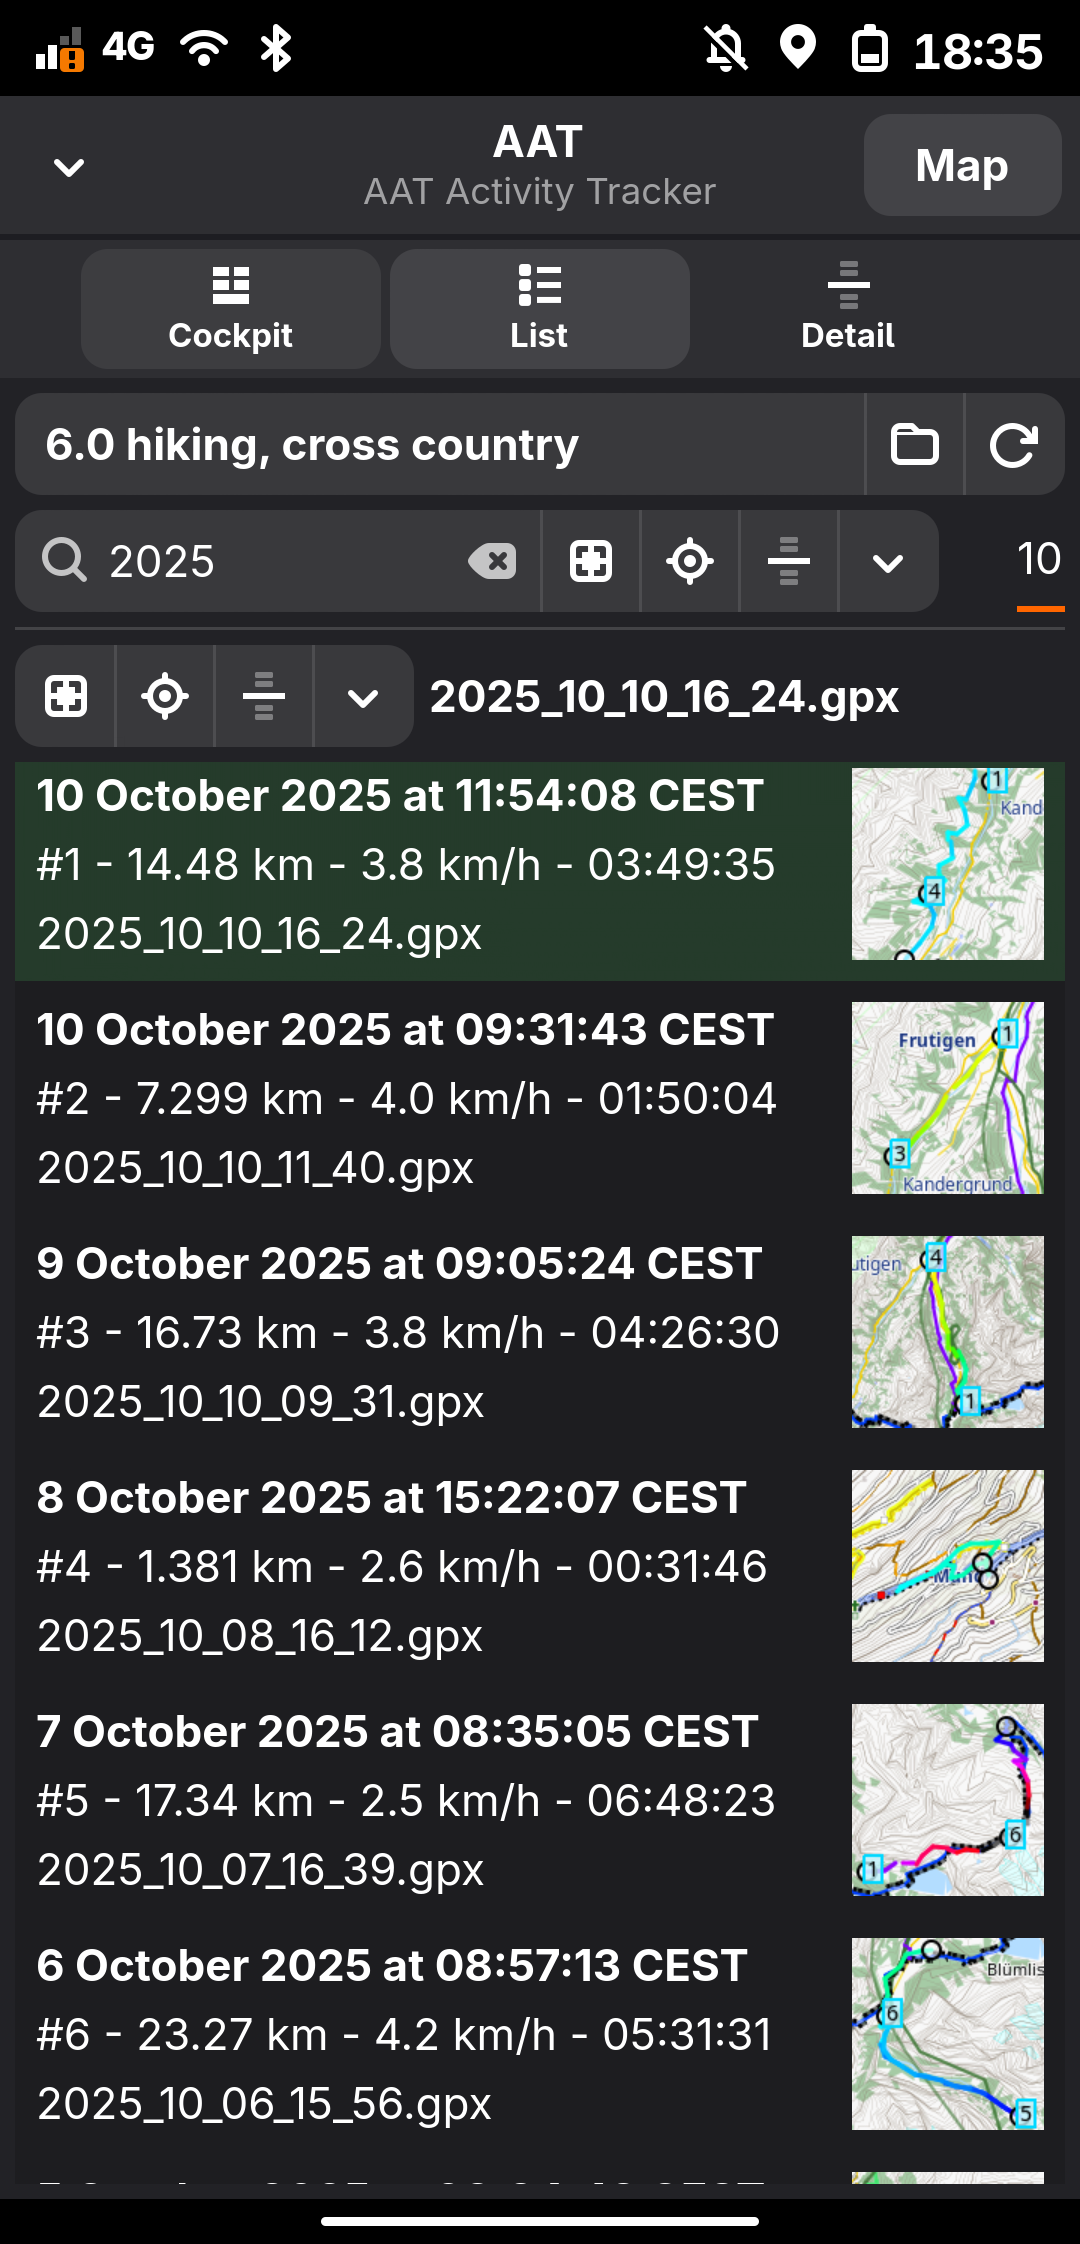 4G
18:35
AAT
AAT Activity Tracker
Map
Cockpit
List
Detail
6.0 hiking, cross country
2025
10
2025_10_10_16_24.gpx
10 October 2025 at 11:54:08 CEST
#1 - 14.48 km - 3.8 km/h - 03:49:35
2025_10_10_16_24.gpx
1
Kand
4
10 October 2025 at 09:31:43 CEST
#2 - 7.299 km - 4.0 km/h - 01:50:04
2025_10_10_11_40.gpx
Frutigen
1
3
Kandergrund
9 October 2025 at 09:05:24 CEST
#3 - 16.73 km - 3.8 km/h - 04:26:30
2025_10_10_09_31.gpx
utigen
4
1
8 October 2025 at 15:22:07 CEST
#4 - 1.381 km - 2.6 km/h - 00:31:46
2025_10_08_16_12.gpx
7 October 2025 at 08:35:05 CEST
#5 - 17.34 km - 2.5 km/h - 06:48:23
2025_10_07_16_39.gpx
6
1
6 October 2025 at 08:57:13 CEST
#6 - 23.27 km - 4.2 km/h - 05:31:31
2025_10_06_15_56.gpx
Blümlis
6
5